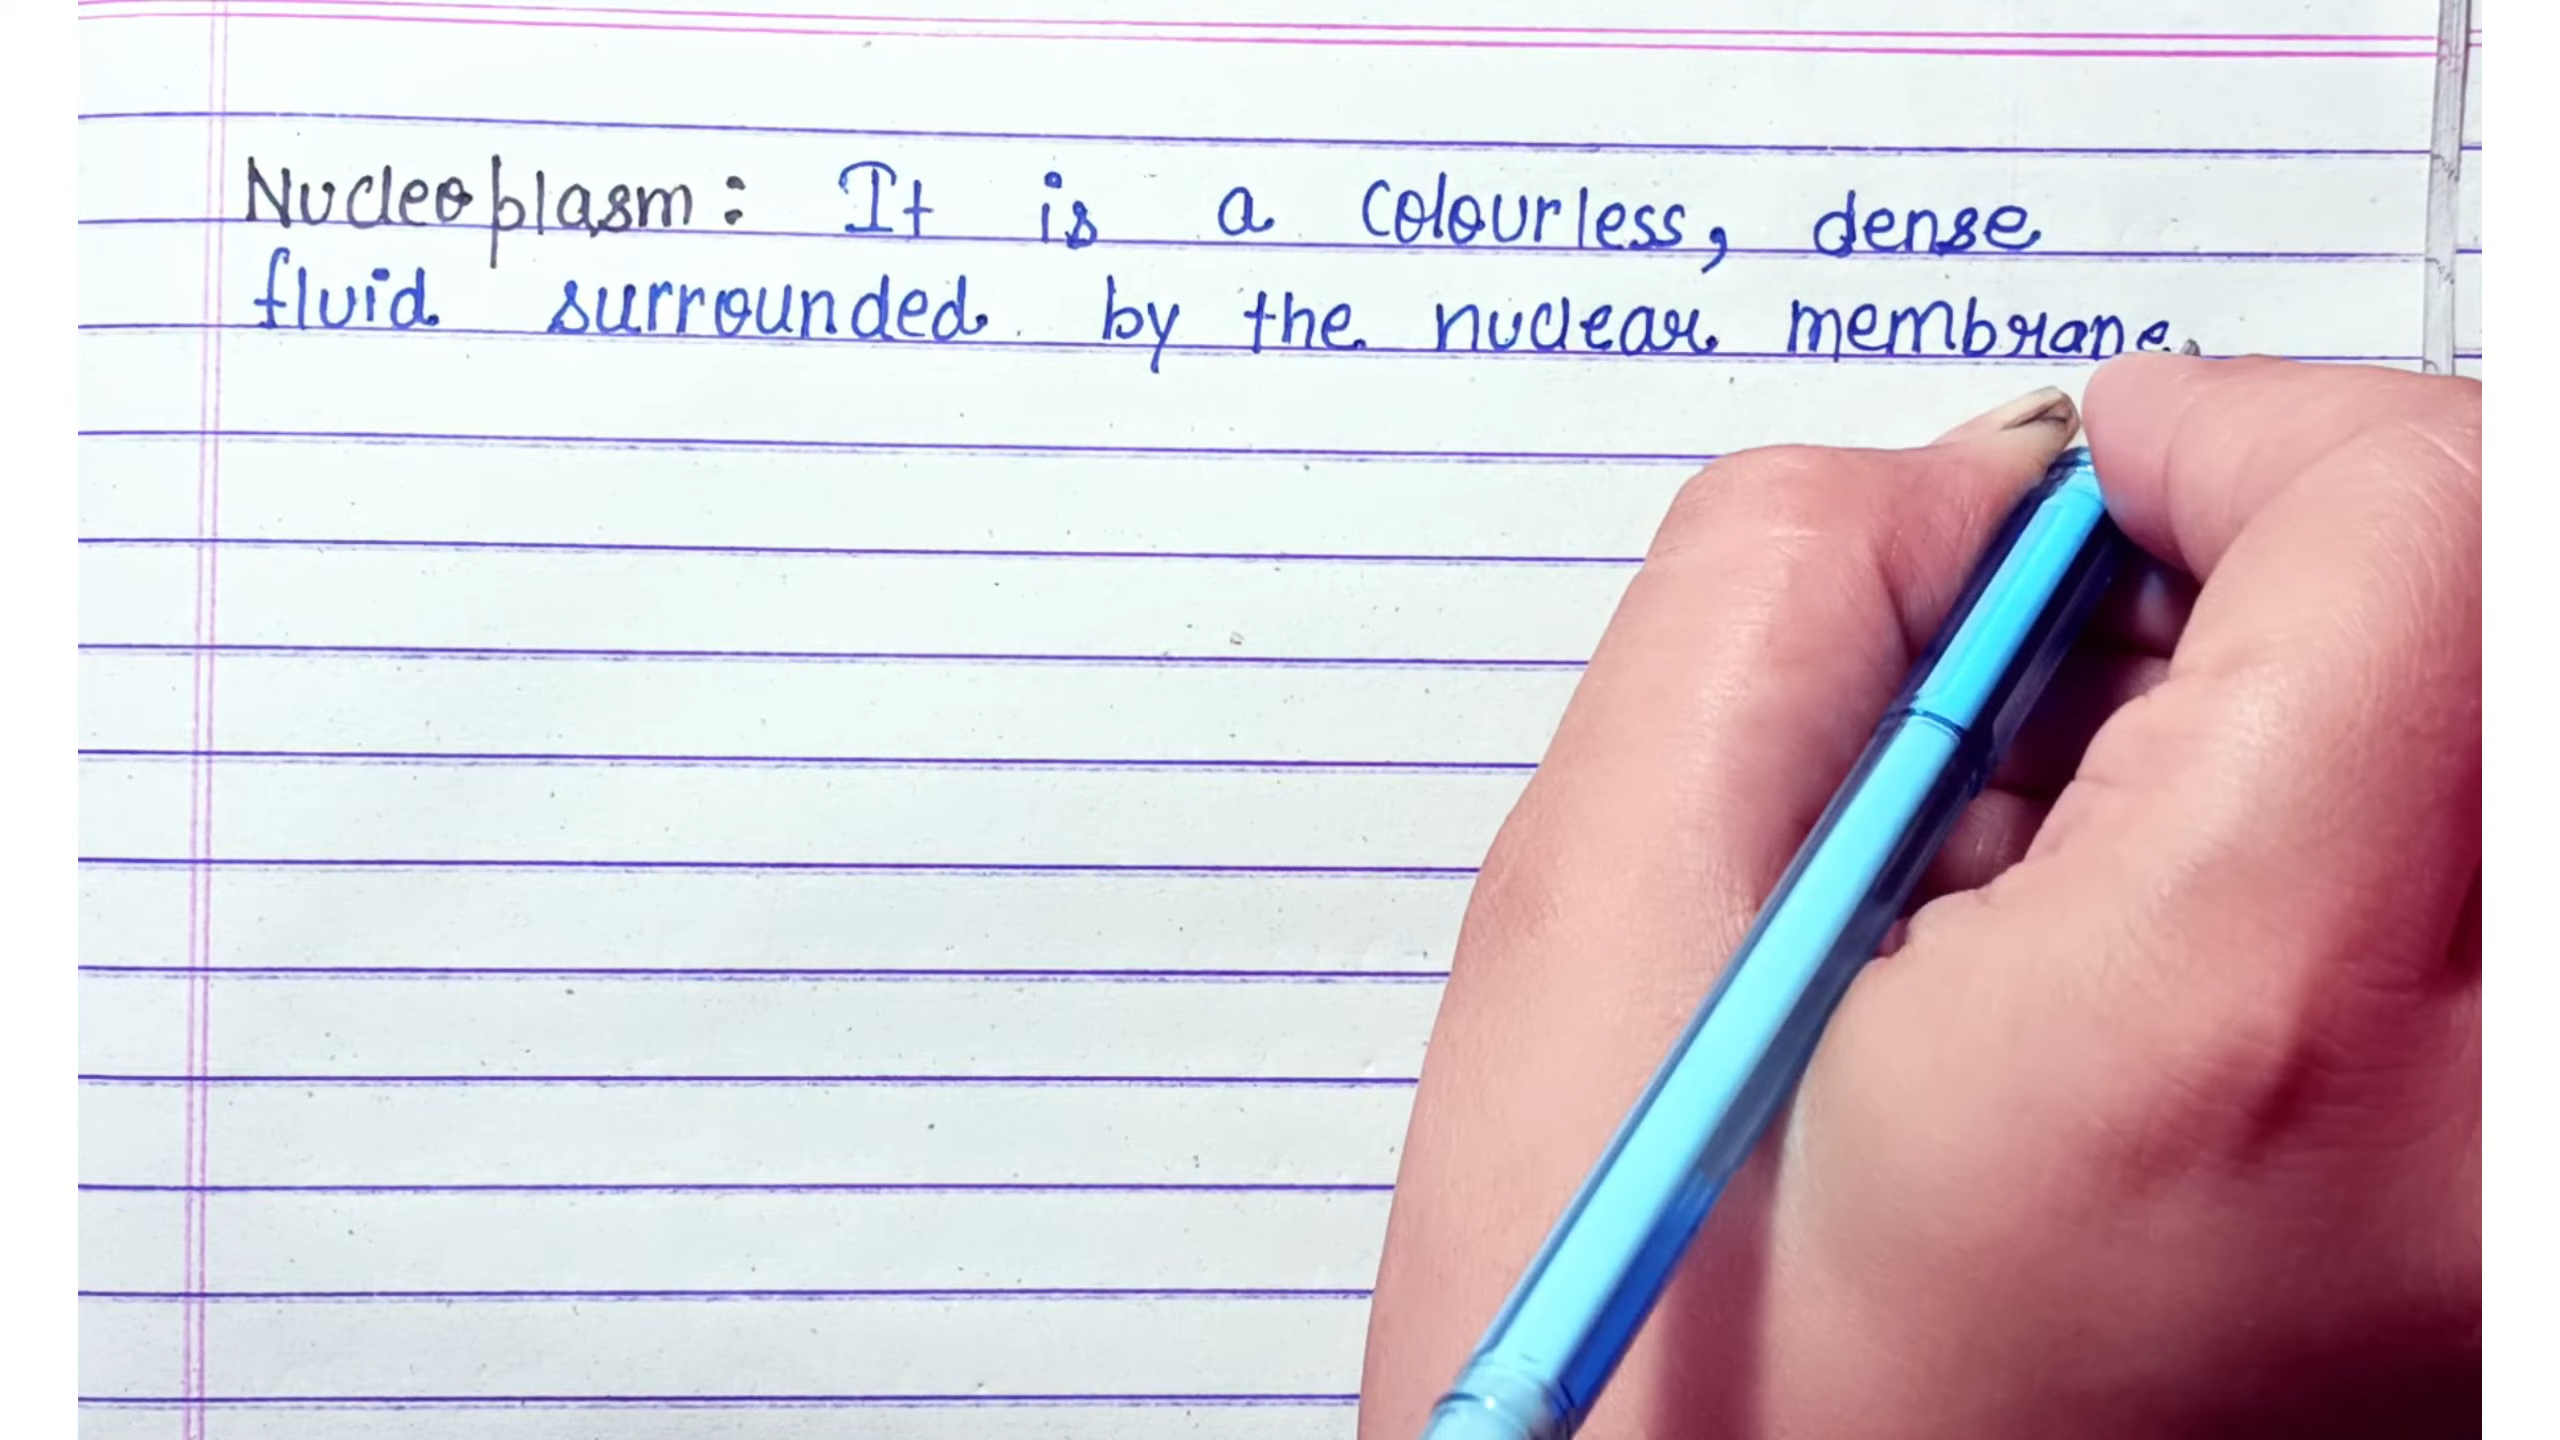 Nucleoplasm: It is a colourless, dense
fluid surrounded by the nuclear membrane